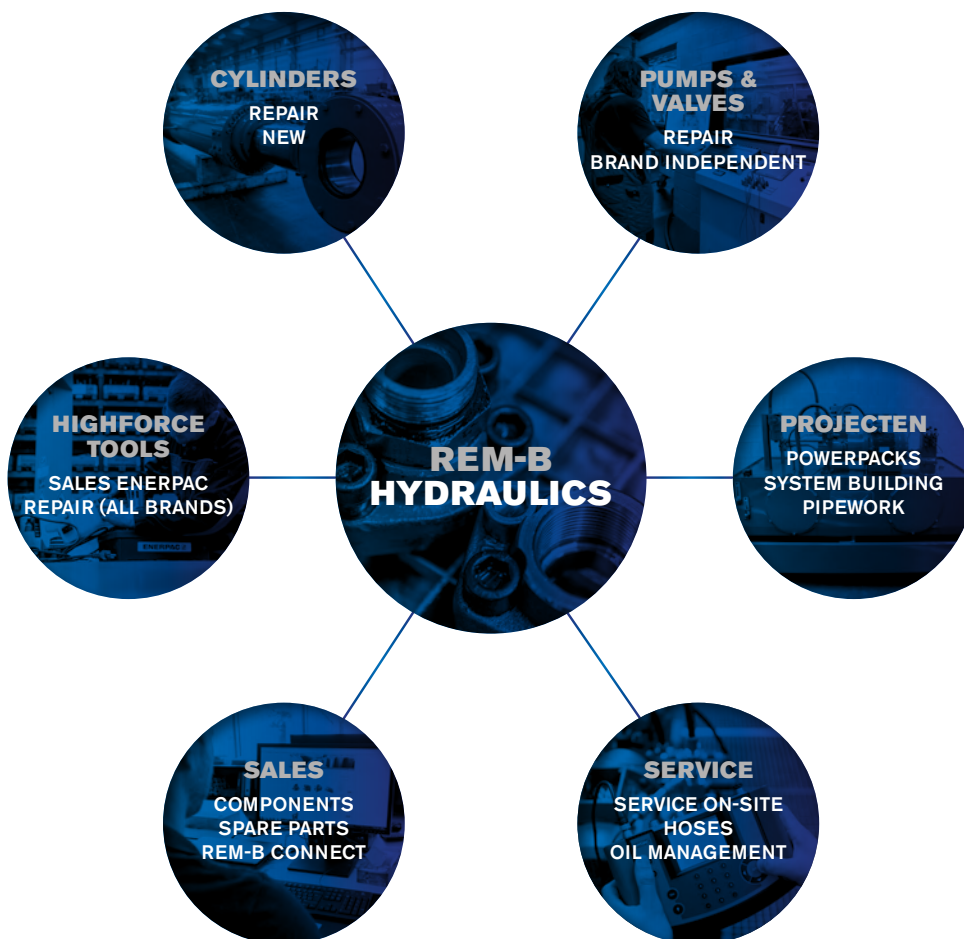 CYLINDERS
REPAIR
NEW
PUMPS &
VALVES
REPAIR
BRAND INDEPENDENT
HIGHFORCE
TOOLS
SALES ENERPAC
REPAIR (ALL BRANDS)
ENERPAC
REM-B
HYDRAULICS
PROJECTEN
POWERPACKS
SYSTEM BUILDING
PIPEWORK
SALES
COMPONENTS
SPARE PARTS
REM-B CONNECT
SERVICE
SERVICE ON-SITE
HOSES
OIL MANAGEMENT